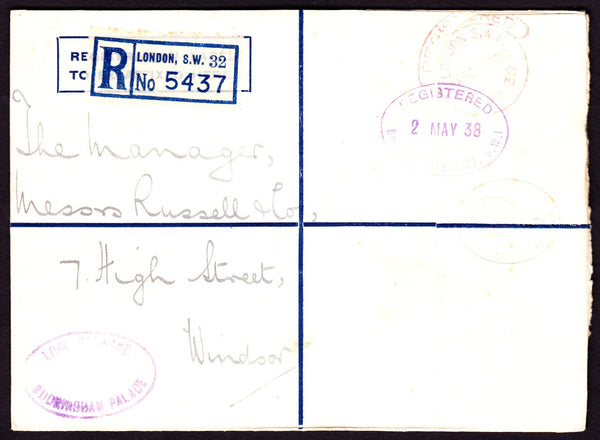 RE
TO
R
LONDON, S.W. 32
No 5437
REGISTERED
2 MAY 38
The Manager,
Messrs Russell & Co,
7 High Street,
Windsor
BUCKINGHAM PALACE